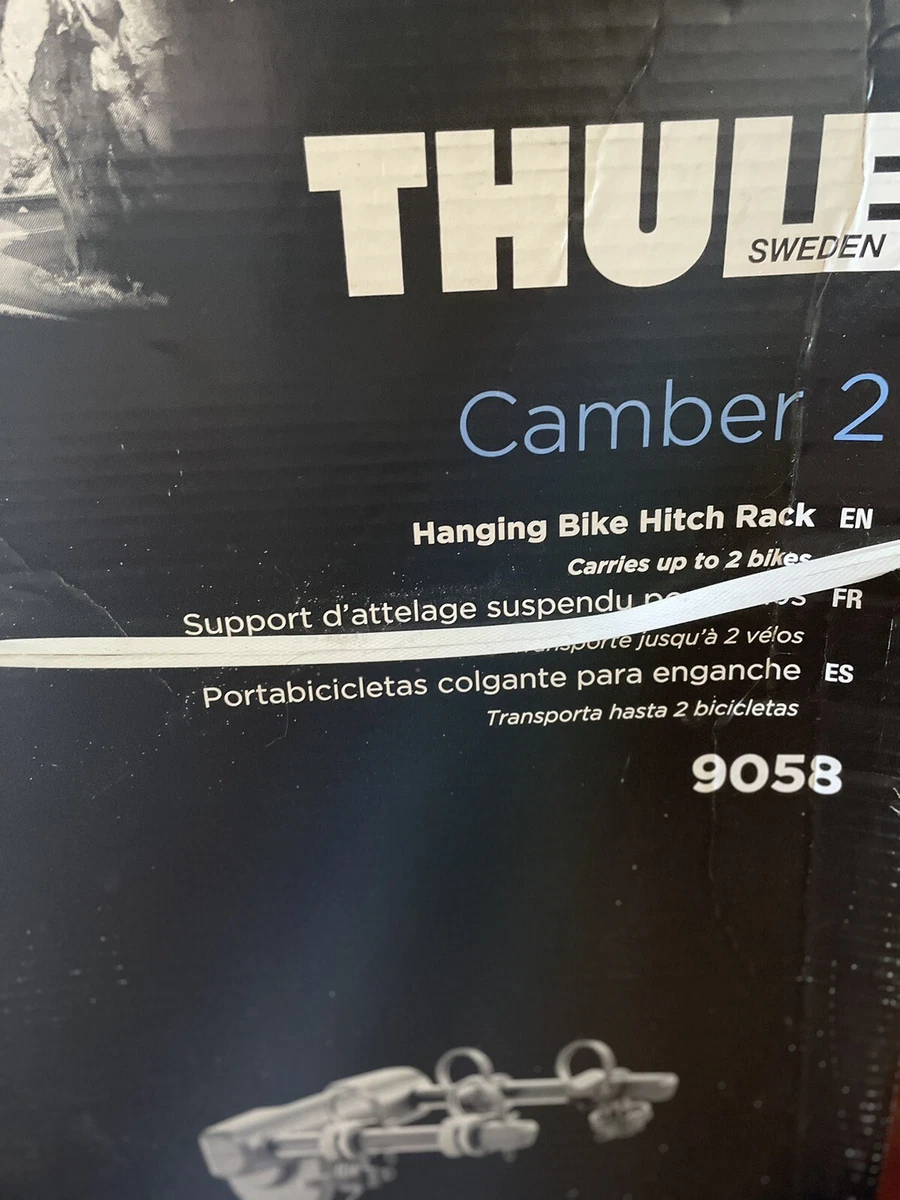 THULE
SWEDEN
Camber 2
Hanging Bike Hitch Rack EN
Carries up to 2 bikes
Support d'attelage suspendu FR
jusqu'à 2 vélos
Portabicicletas colgante para enganche ES
Transporta hasta 2 bicicletas
9058